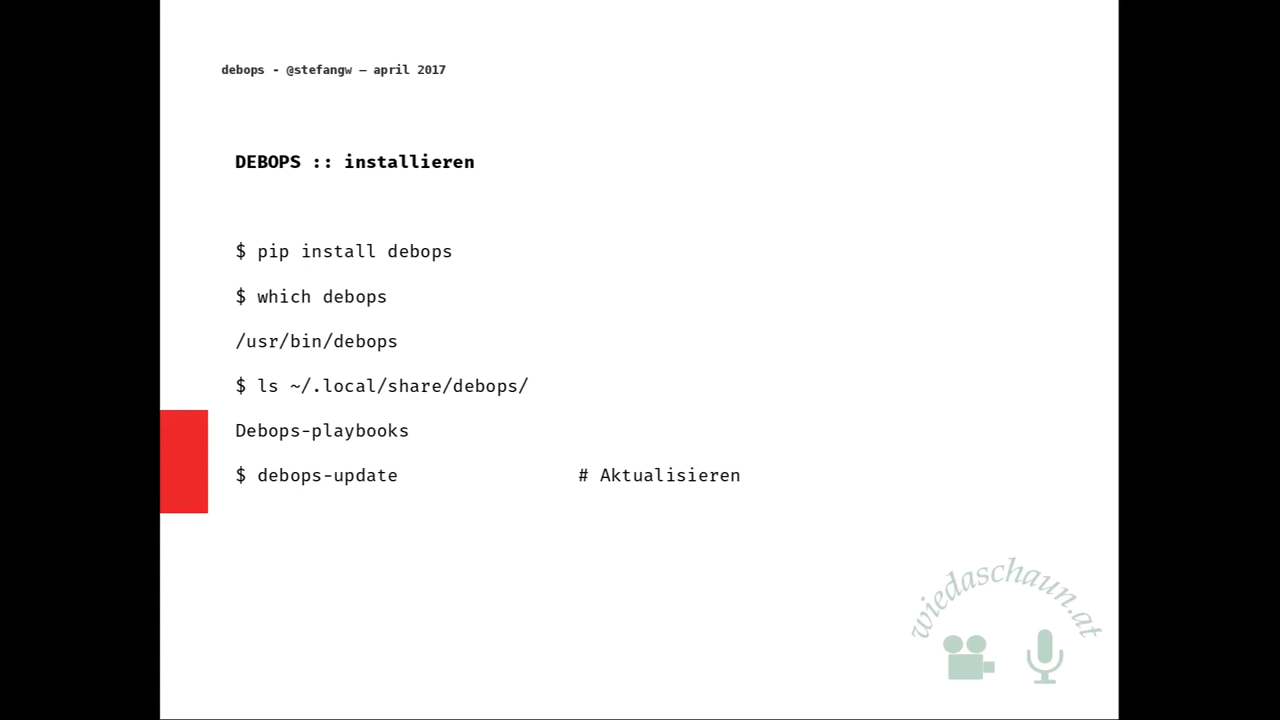 debops - @stefangw – april 2017
DEBOPS :: installieren
$ pip install debops
$ which debops
/usr/bin/debops
$ ls ~/.local/share/debops/
Debops-playbooks
$ debops-update # Aktualisieren
wiedaschaun.at